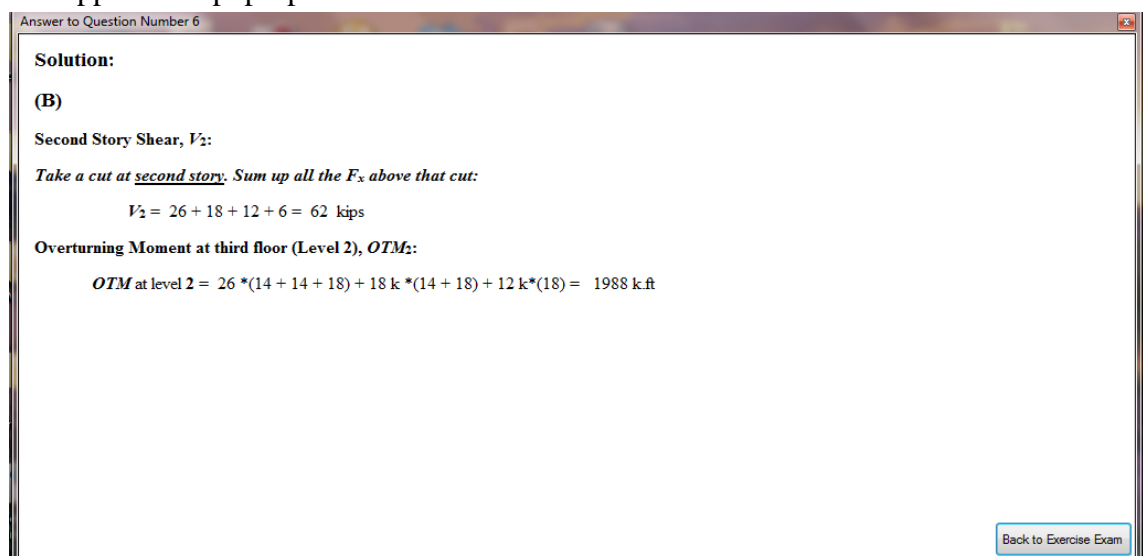 Answer to Question Number 6
x
Solution:
(B)
Second Story Shear, V2:
Take a cut at second story. Sum up all the Fx above that cut:
V2 = 26 + 18 + 12 + 6 = 62 kips
Overturning Moment at third floor (Level 2), OTM2:
OTM at level 2 = 26 *(14 + 14 + 18) + 18 k *(14 + 18) + 12 k*(18) = 1988 k.ft
Back to Exercise Exam